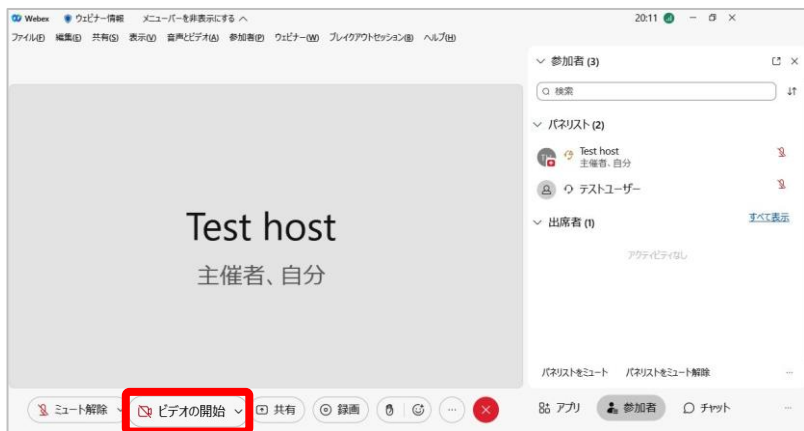 Webex ウェビナー情報 メニューバーを非表示にする 20:11
ファイル(F) 編集(E) 共有(S) 表示(V) 音声とビデオ(A) 参加者(P) ウェビナー(W) ブレイクアウトセッション(B) ヘルプ(H)
参加者 (3)
検索
パネリスト (2)
Test host
主催者、自分
テストユーザー
出席者 (1) すべて表示
アクティビティなし
Test host
主催者、自分
パネリストをミュート パネリストをミュート解除 ...
ミュート解除 ビデオの開始 共有 録画 ... アプリ 参加者 チャット ...